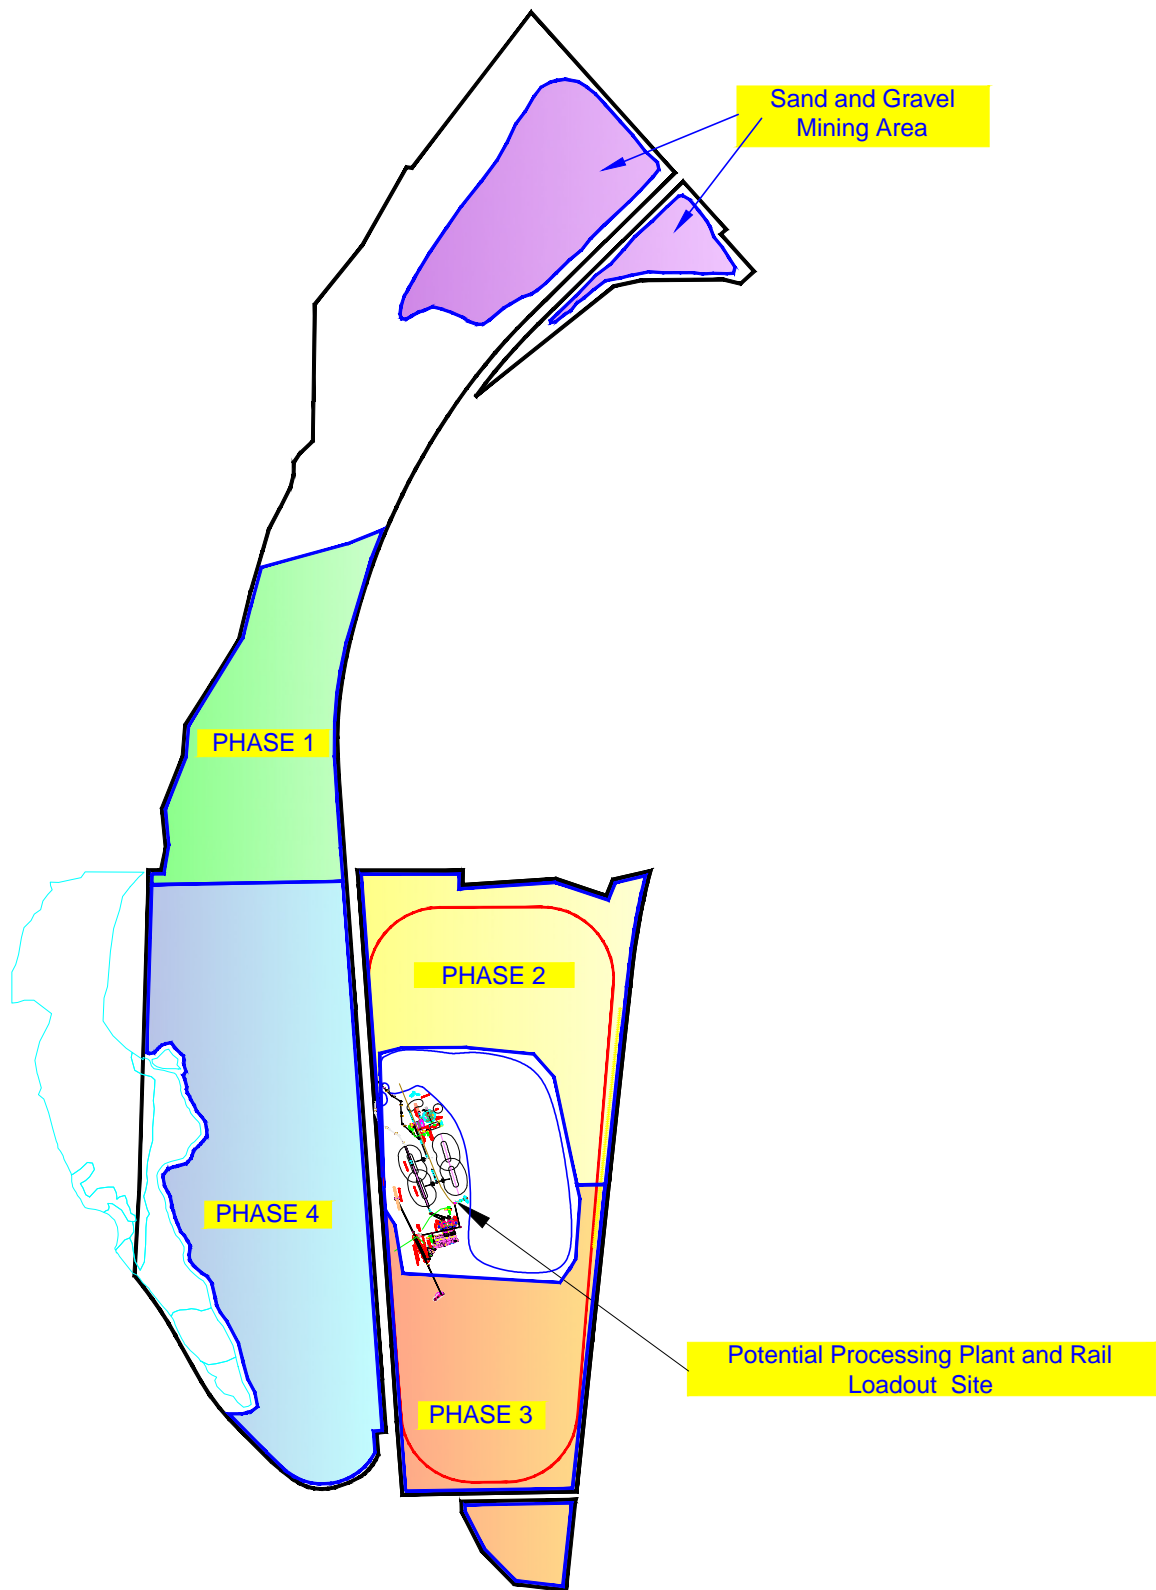 Sand and Gravel
Mining Area
PHASE 1
PHASE 2
PHASE 4
Potential Processing Plant and Rail
Loadout Site
PHASE 3